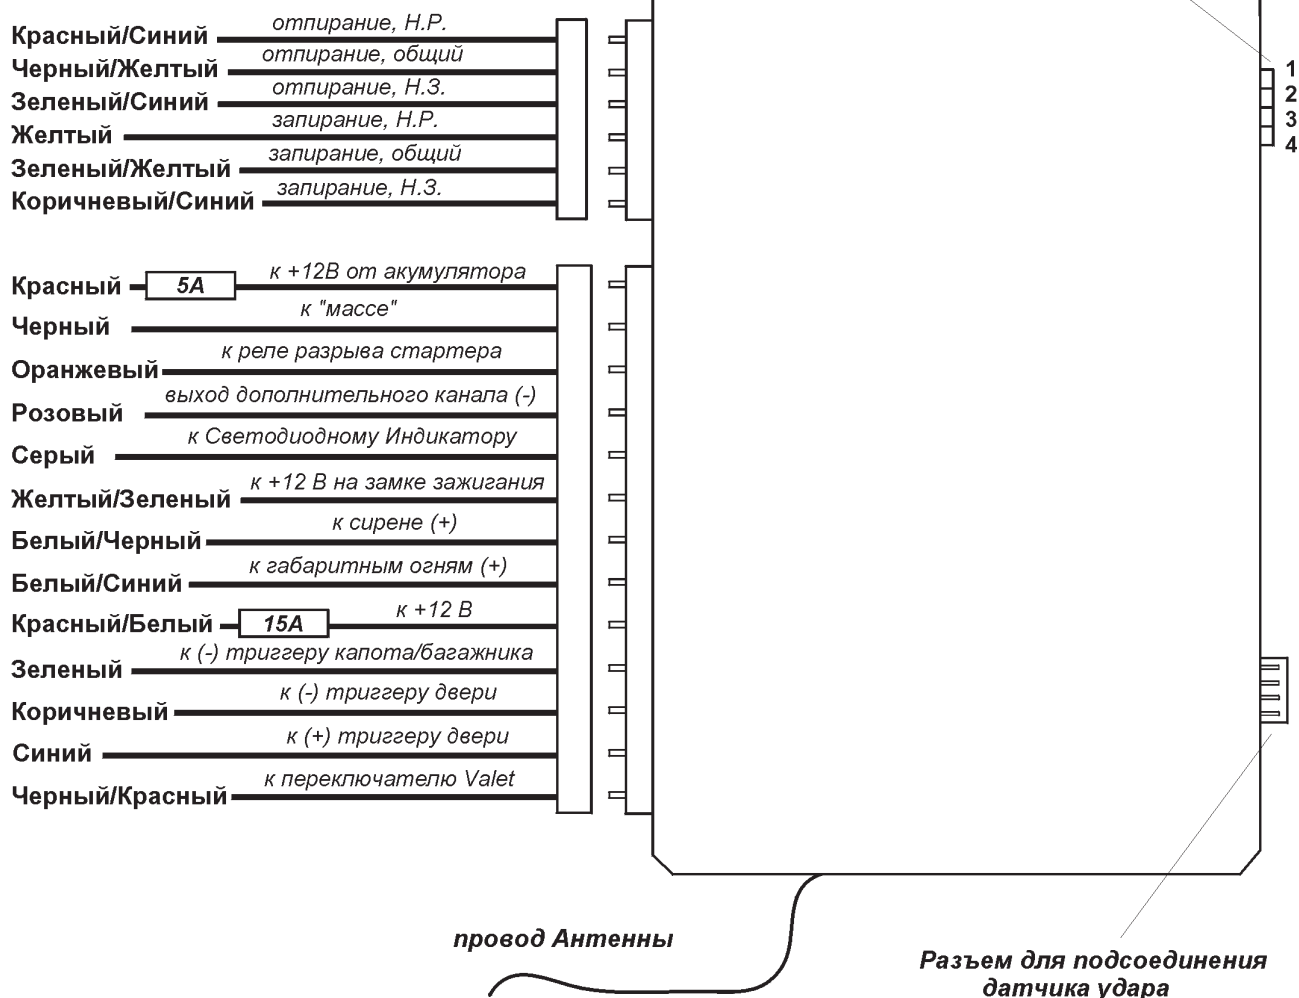 Красный/Синий отпирание, Н.Р.
Черный/Желтый отпирание, общий
Зеленый/Синий отпирание, Н.З.
Желтый запирание, Н.Р.
Зеленый/Желтый запирание, общий
Коричневый/Синий запирание, Н.З.
1
2
3
4
Красный 5А к +12В от акумулятора
Черный к "массе"
Оранжевый к реле разрыва стартера
Розовый выход дополнительного канала (-)
Серый к Светодиодному Индикатору
Желтый/Зеленый к +12 В на замке зажигания
Белый/Черный к сирене (+)
Белый/Синий к габаритным огням (+)
Красный/Белый 15А к +12 В
Зеленый к (-) триггеру капота/багажника
Коричневый к (-) триггеру двери
Синий к (+) триггеру двери
Черный/Красный к переключателю Valet
провод Антенны
Разъем для подсоединения
датчика удара